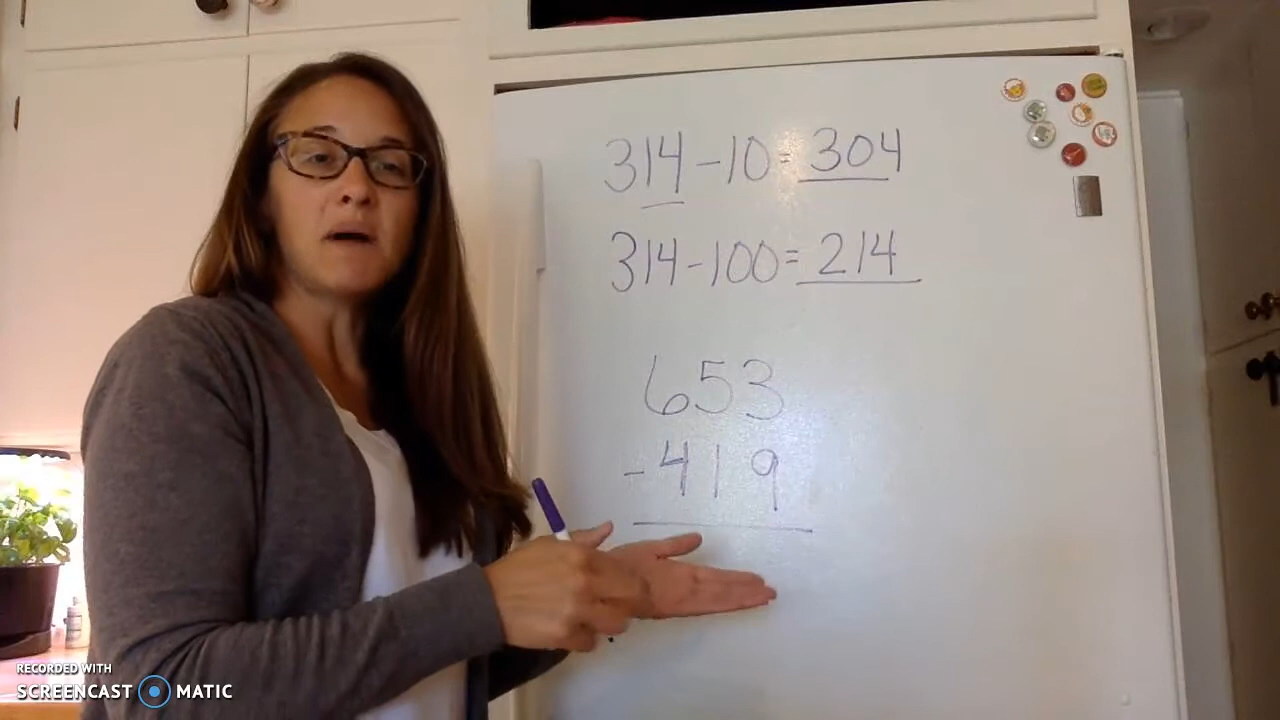 314-10=304
314-100=214
653
-419
RECORDED WITH
SCREENCAST MATIC